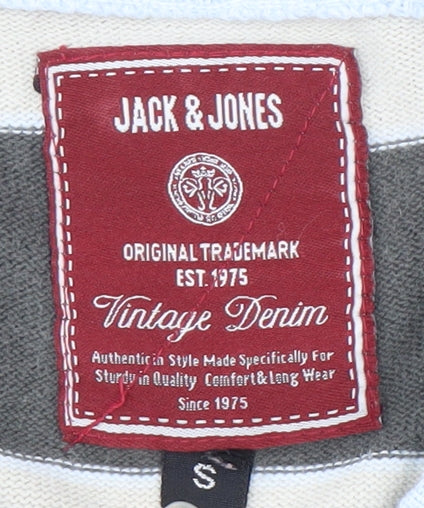 JACK & JONES
ORIGINAL TRADEMARK
EST. 1975
Vintage Denim
Authentic in Style Made Specifically For
Sturdy in Quality Comfort & Long Wear
Since 1975
S